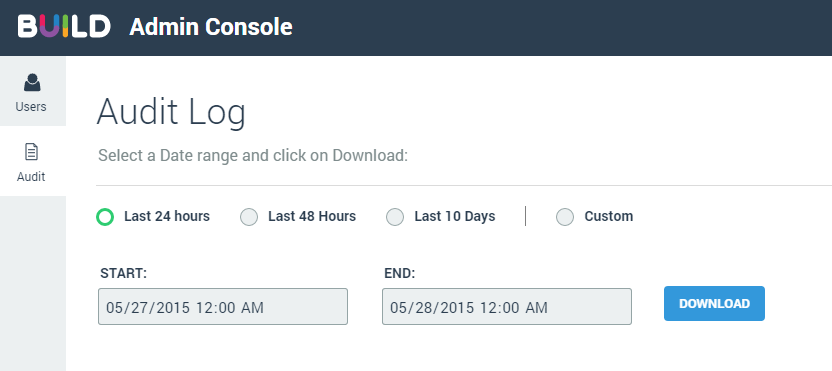 BUILD Admin Console
Users
Audit
Audit Log
Select a Date range and click on Download:
Last 24 hours Last 48 Hours Last 10 Days Custom
START: END:
05/27/2015 12:00 AM 05/28/2015 12:00 AM DOWNLOAD